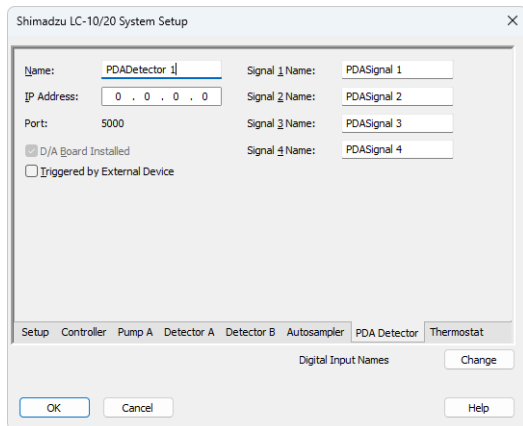 Shimadzu LC-10/20 System Setup
Name: PDADetector 1 Signal 1 Name: PDASignal 1
IP Address: 0 . 0 . 0 . 0 Signal 2 Name: PDASignal 2
Port: 5000 Signal 3 Name: PDASignal 3
D/A Board Installed Signal 4 Name: PDASignal 4
Triggered by External Device
Setup Controller Pump A Detector A Detector B Autosampler PDA Detector Thermostat
Digital Input Names Change
OK Cancel Help